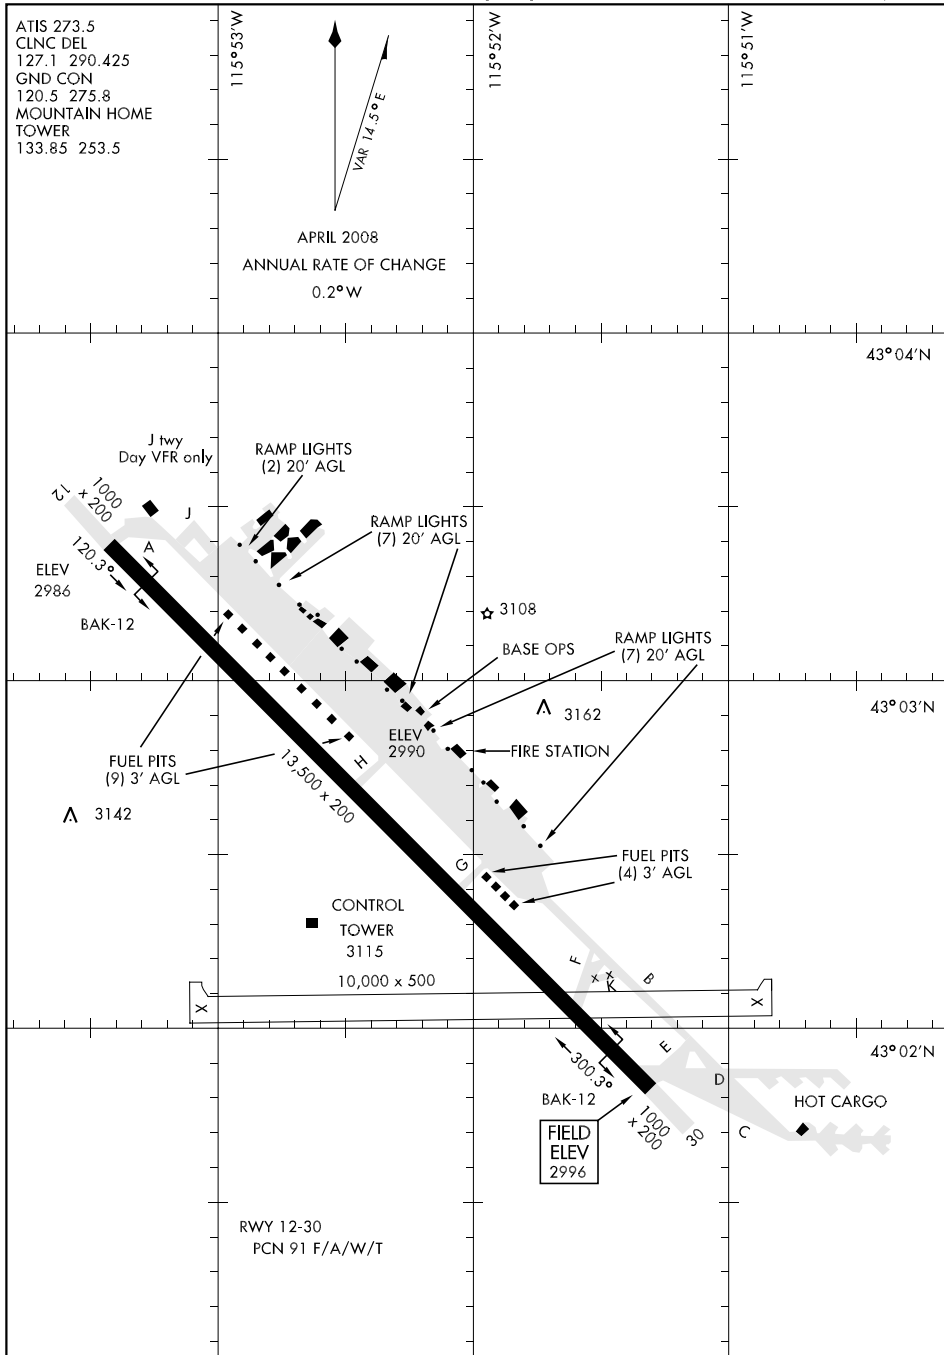 ATIS 273.5
CLNC DEL
127.1 290.425
GND CON
120.5 275.8
MOUNTAIN HOME
TOWER
133.85 253.5
115°53'W
115°52'W
115°51'W
VAR 14.5°E
APRIL 2008
ANNUAL RATE OF CHANGE
0.2°W
43°04'N
J twy
Day VFR only
RAMP LIGHTS
(2) 20' AGL
12
1000
x 200
J
RAMP LIGHTS
(7) 20' AGL
120.3°
A
ELEV
2986
BAK-12
3108
BASE OPS
RAMP LIGHTS
(7) 20' AGL
43°03'N
3162
ELEV
2990
FIRE STATION
FUEL PITS
(9) 3' AGL
H
13,500 x 200
3142
G
FUEL PITS
(4) 3' AGL
CONTROL
TOWER
3115
F
x x
K
B
10,000 x 500
X
X
43°02'N
E
300.3°
D
BAK-12
HOT CARGO
1000
x 200
30
C
FIELD
ELEV
2996
RWY 12-30
PCN 91 F/A/W/T